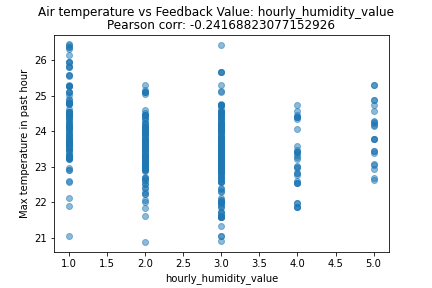 Air temperature vs Feedback Value: hourly_humidity_value
Pearson corr: -0.24168823077152926
Max temperature in past hour
26
25
24
23
22
21
1.0 1.5 2.0 2.5 3.0 3.5 4.0 4.5 5.0
hourly_humidity_value